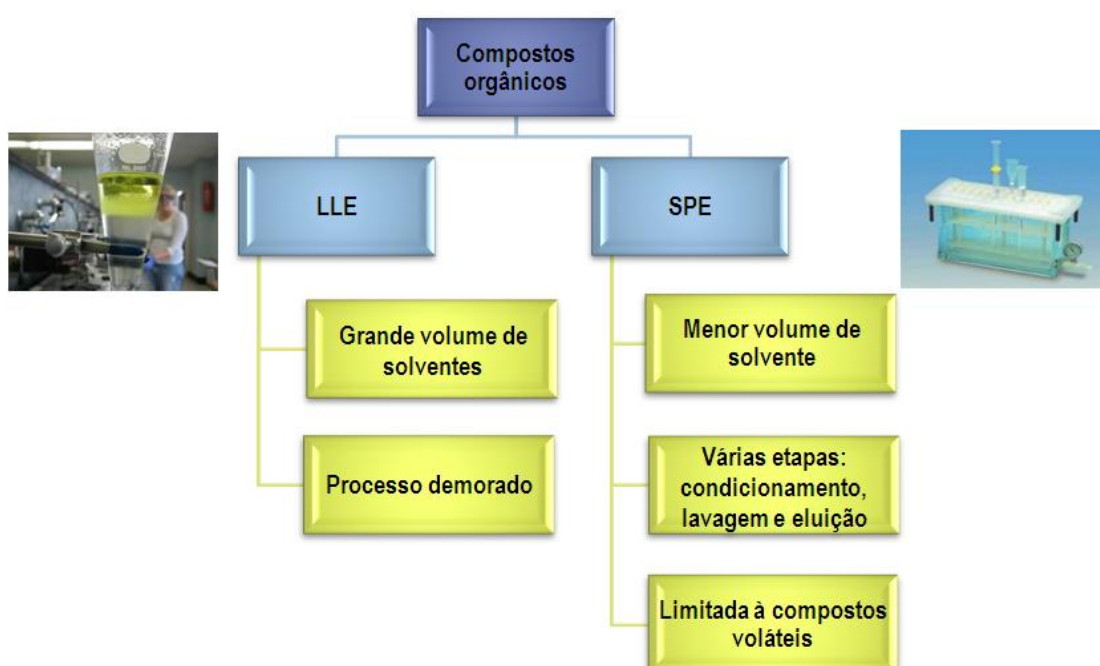 Compostos
orgânicos
LLE
Grande volume de
solventes
Processo demorado
SPE
Menor volume de
solvente
Várias etapas:
condicionamento,
lavagem e eluição
Limitada à compostos
voláteis